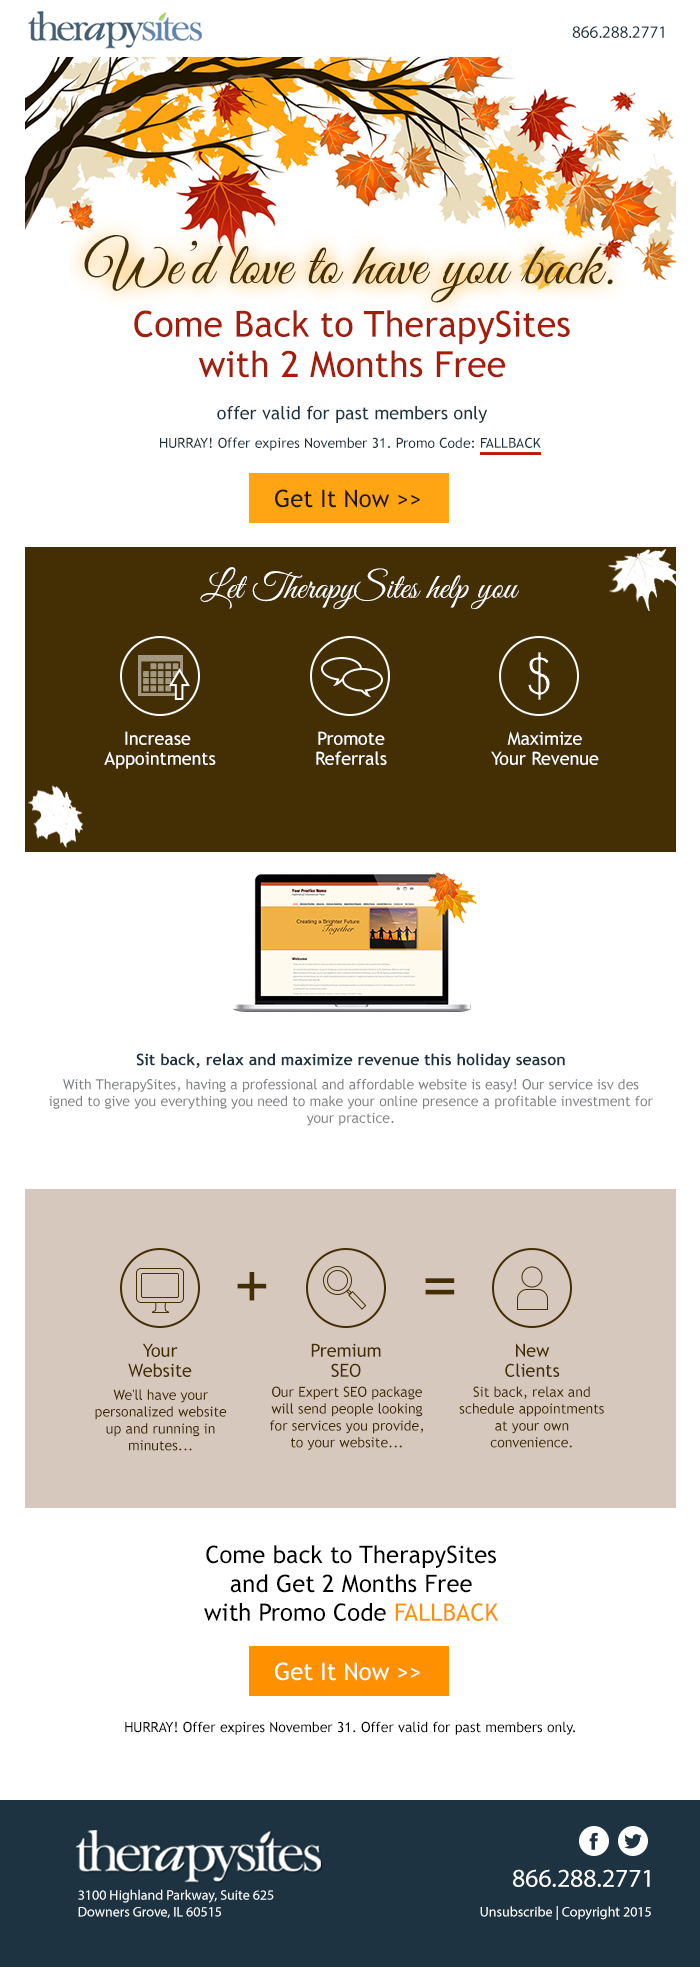 therapysites
866.288.2771
We'd love to have you back.
Come Back to TherapySites
with 2 Months Free
offer valid for past members only
HURRAY! Offer expires November 31. Promo Code: FALLBACK
Get It Now >>
Let TherapySites help you
Increase
Appointments
Promote
Referrals
Maximize
Your Revenue
Your Practice Name
Creating a Brighter Future
Together
Welcome
Sit back, relax and maximize revenue this holiday season
With TherapySites, having a professional and affordable website is easy! Our service isv des
igned to give you everything you need to make your online presence a profitable investment for
your practice.
+
=
Your
Website
We'll have your
personalized website
up and running in
minutes...
Premium
SEO
Our Expert SEO package
will send people looking
for services you provide,
to your website...
New
Clients
Sit back, relax and
schedule appointments
at your own
convenience.
Come back to TherapySites
and Get 2 Months Free
with Promo Code FALLBACK
Get It Now >>
HURRAY! Offer expires November 31. Offer valid for past members only.
therapysites
3100 Highland Parkway, Suite 625
Downers Grove, IL 60515
866.288.2771
Unsubscribe | Copyright 2015